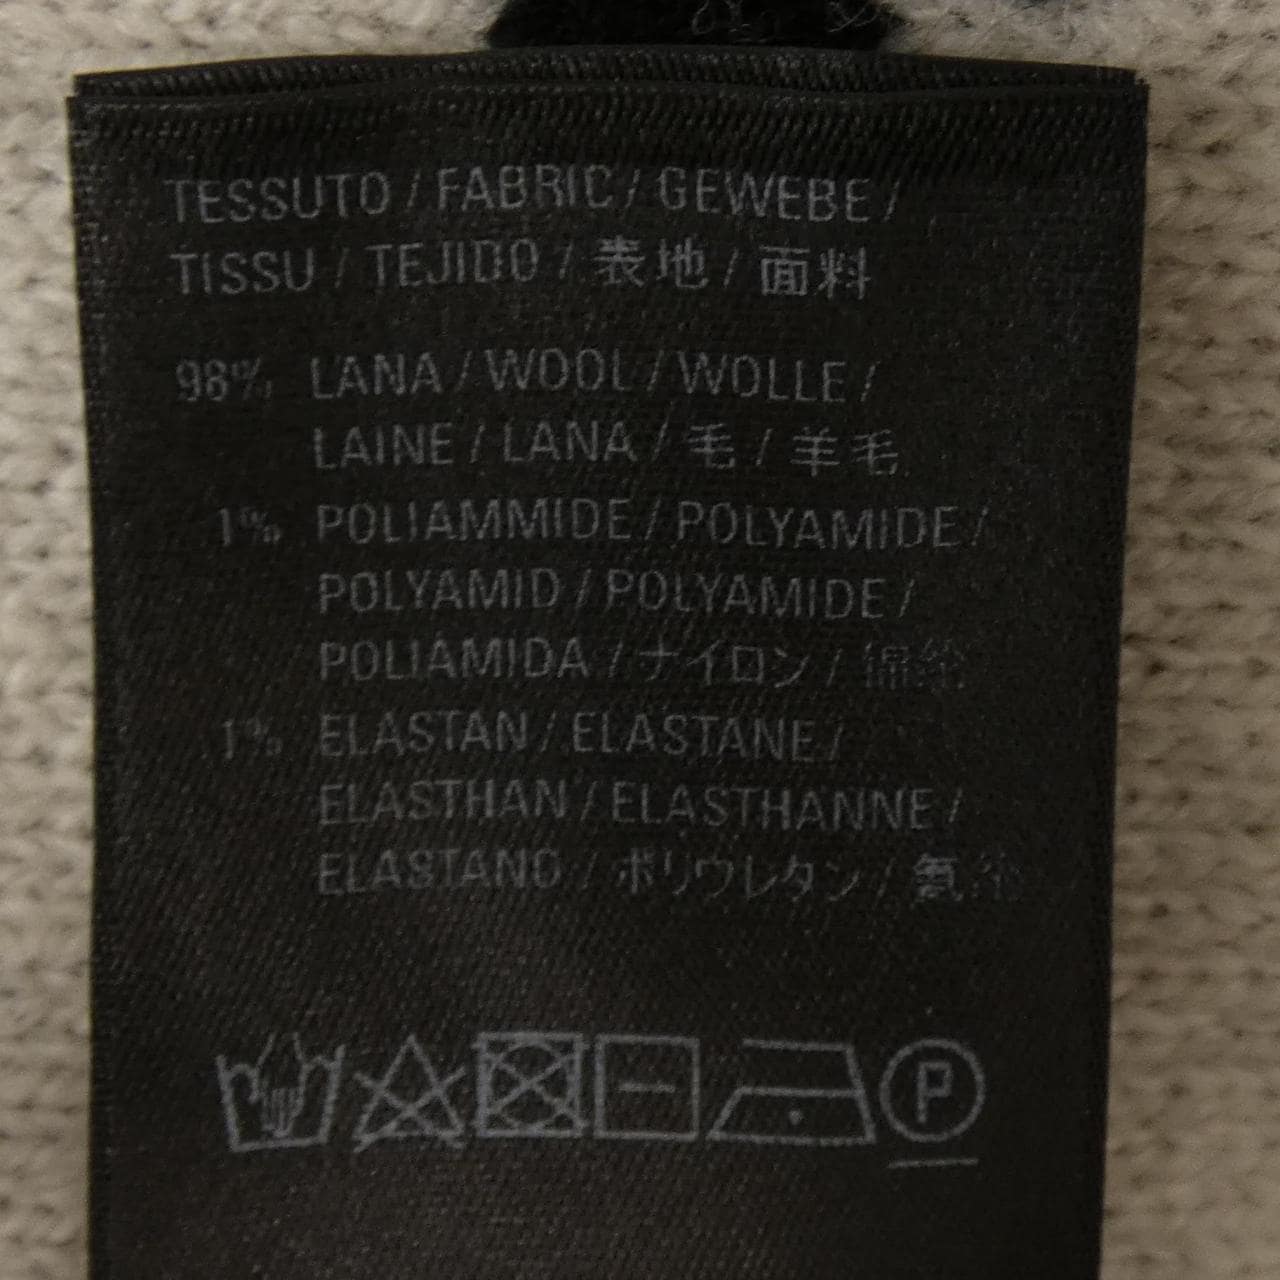 TESSUTO / FABRIC / GEWEBE /
TISSU / TEJIDO / 表地 / 面料
98% LANA / WOOL / WOLLE /
LAINE / LANA / 毛 / 羊毛
1% POLIAMMIDE / POLYAMIDE /
POLYAMID / POLYAMIDE /
POLIAMIDA / ナイロン / 锦纶
1% ELASTAN / ELASTANE /
ELASTHAN / ELASTHANNE /
ELASTANO / ポリウレタン /
P